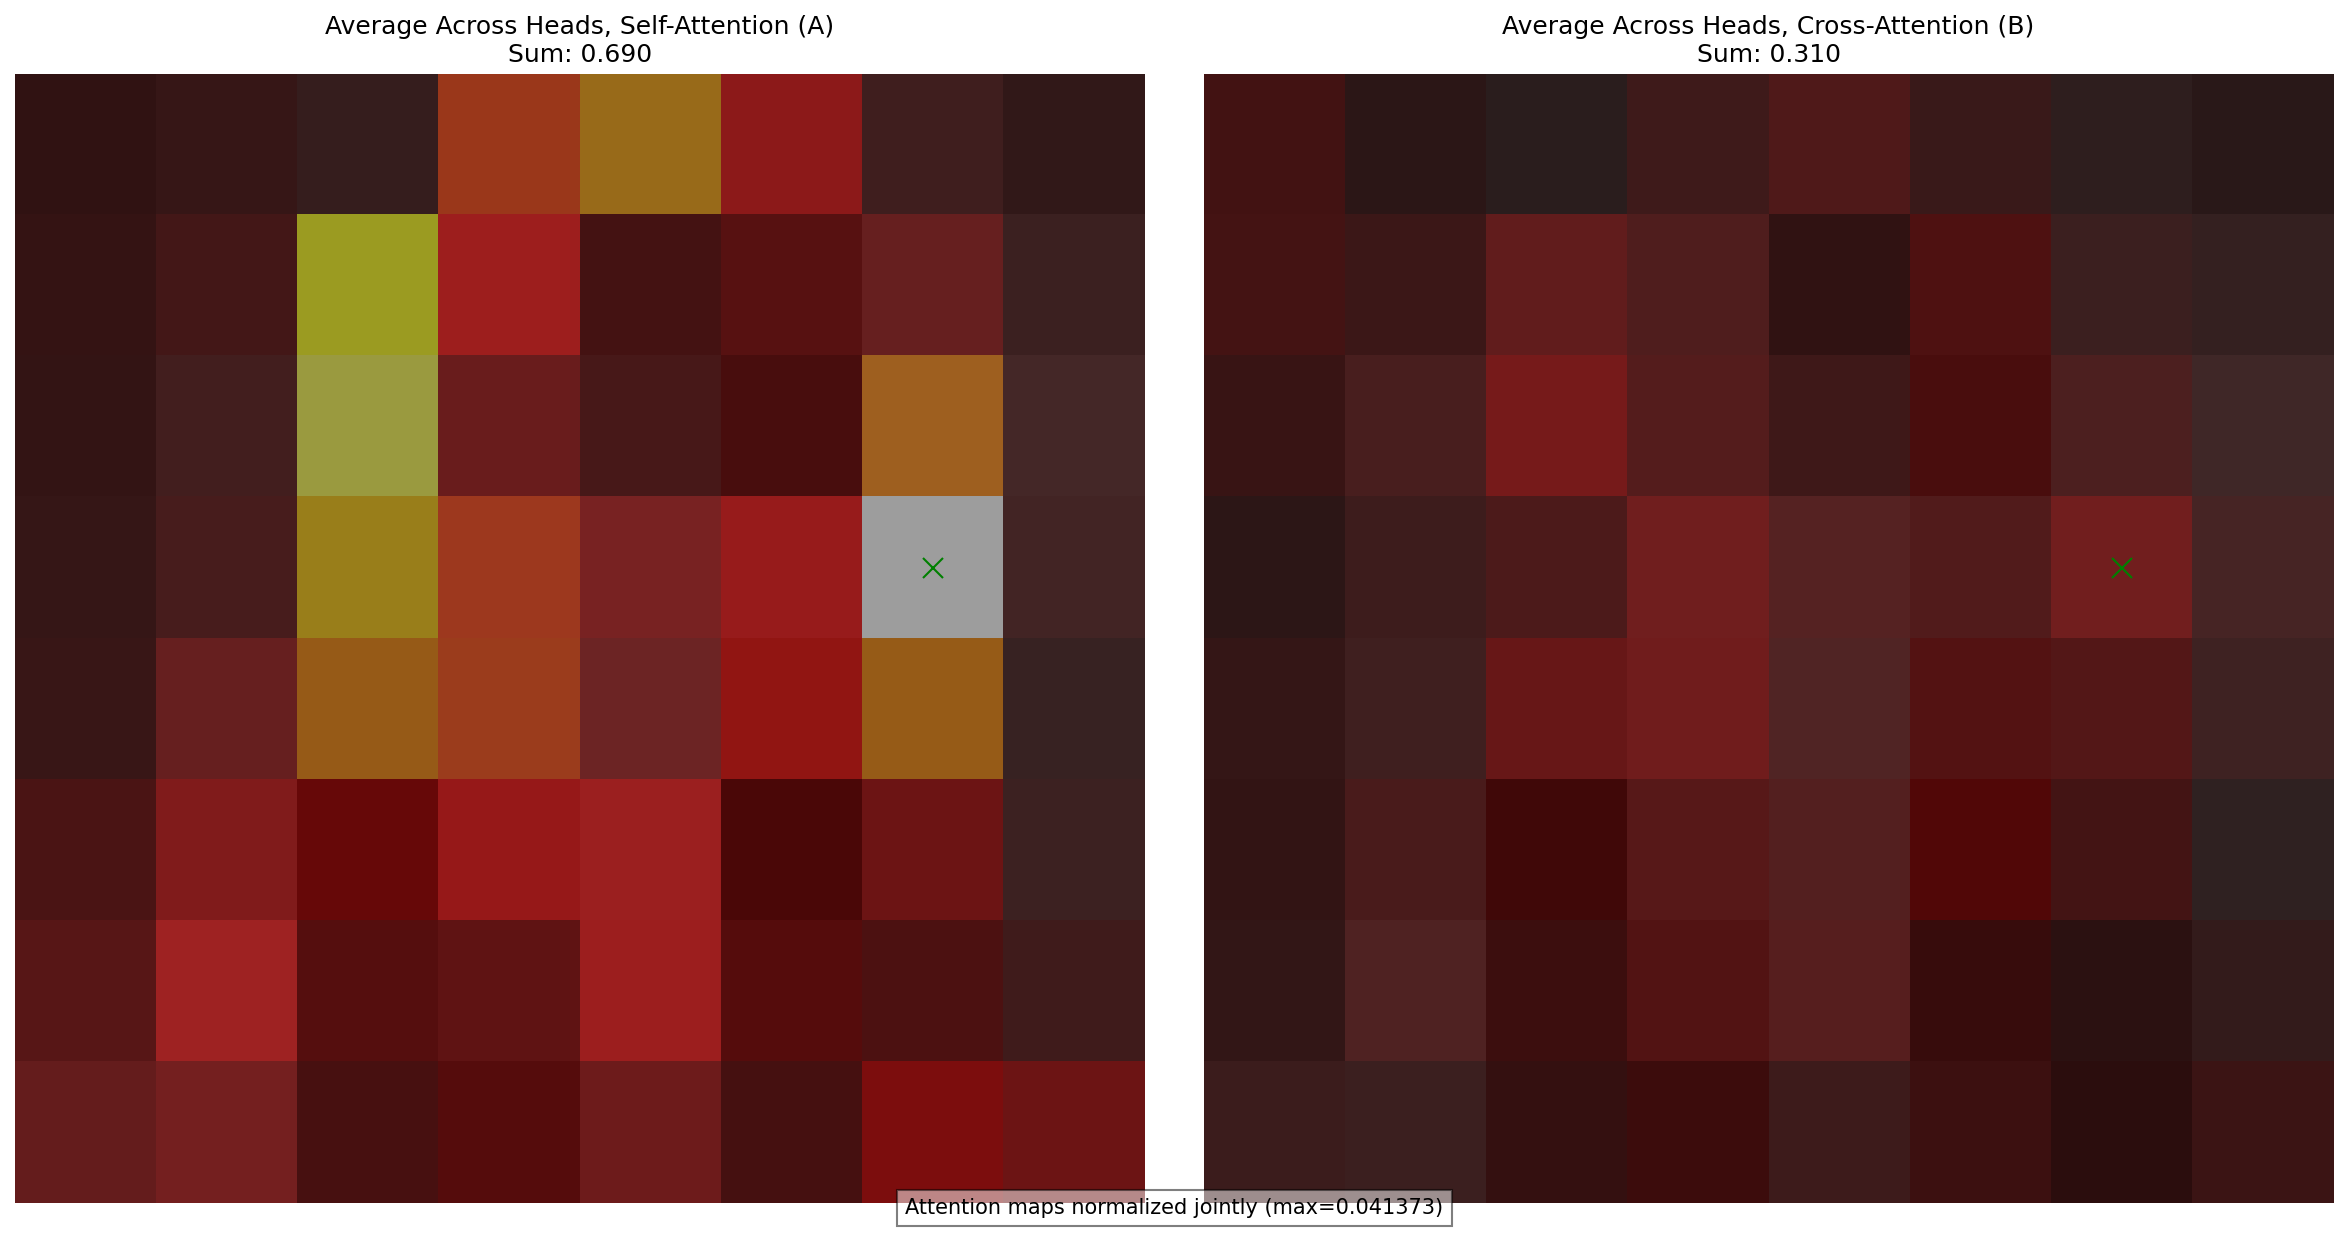 Average Across Heads, Self-Attention (A)
Sum: 0.690
Average Across Heads, Cross-Attention (B)
Sum: 0.310
Attention maps normalized jointly (max=0.041373)